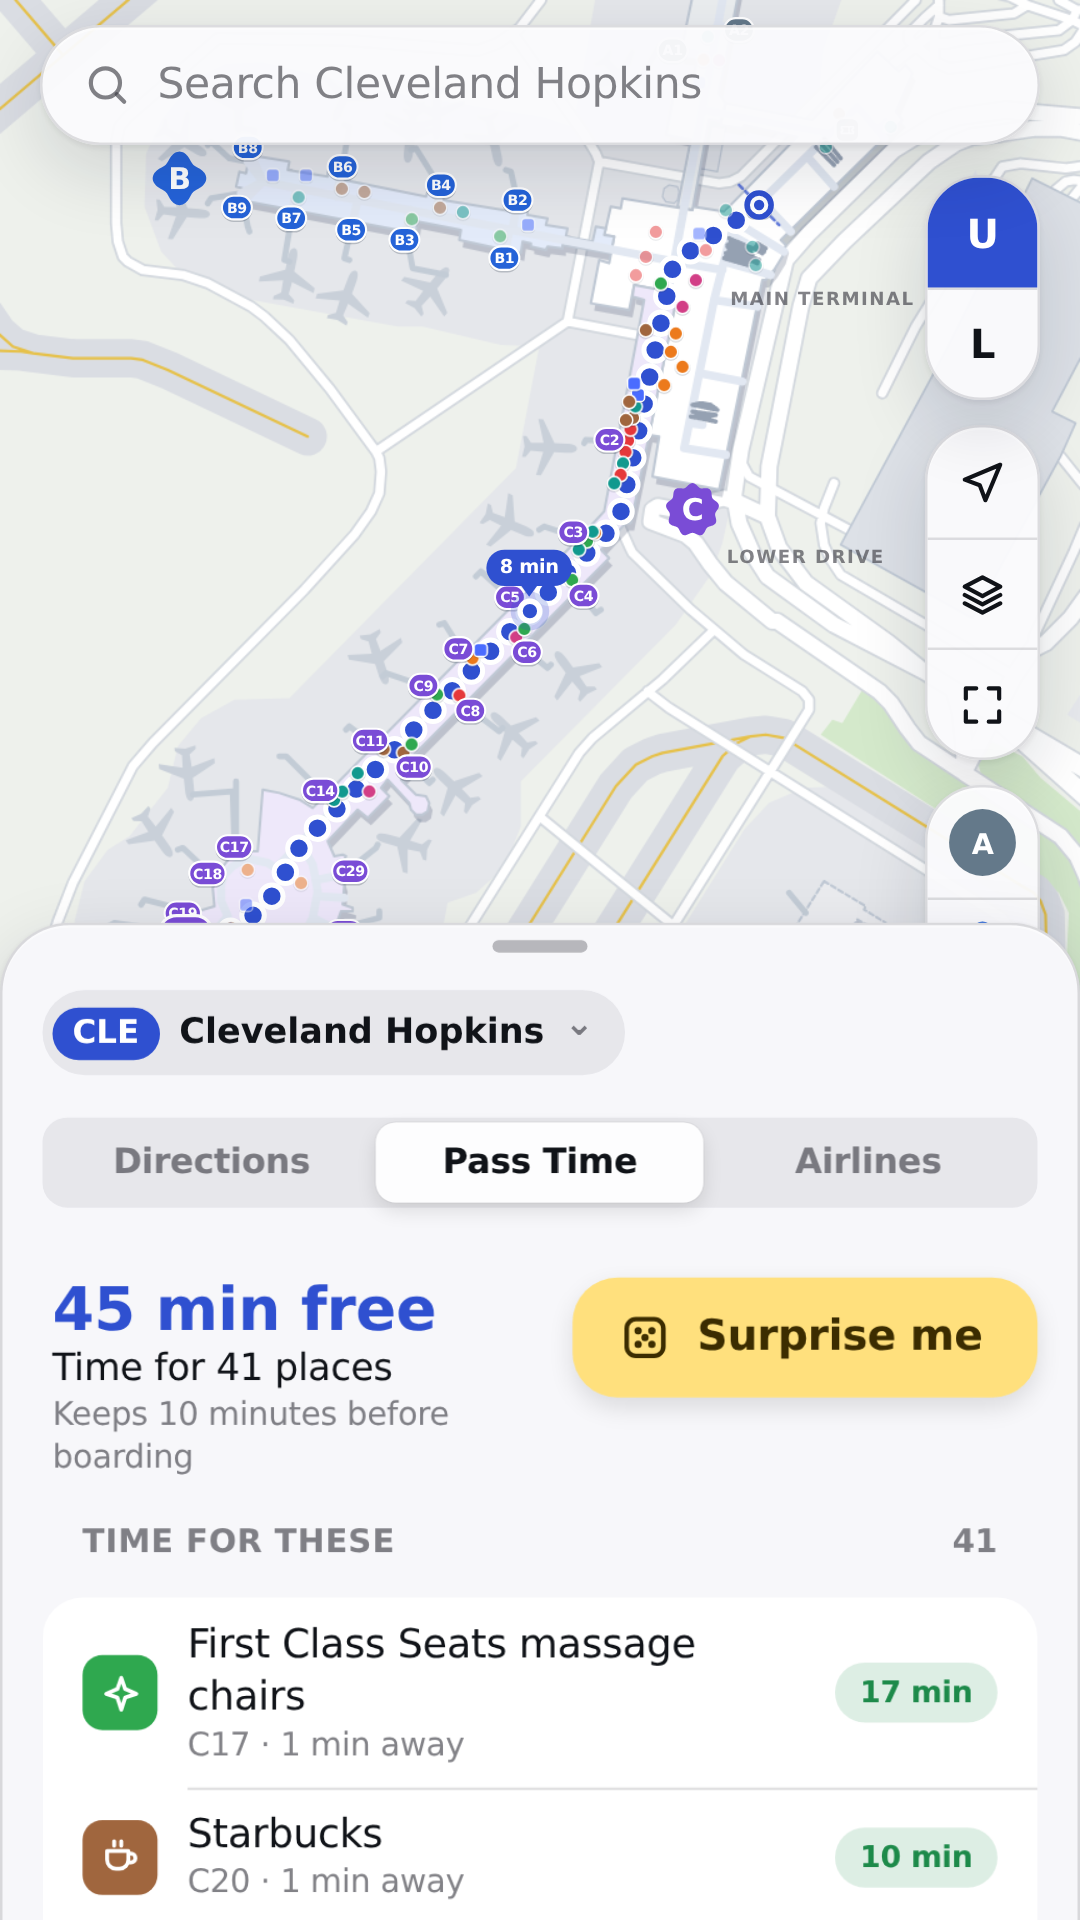 Search Cleveland Hopkins
B
B8
B6
B4
B2
B9
B7
B5
B3
B1
U
L
MAIN TERMINAL
C2
C
C3
LOWER DRIVE
8 min
C5
C4
C7
C6
C9
C8
C11
C10
C14
C17
C18
C29
C19
A
CLE Cleveland Hopkins
Directions
Pass Time
Airlines
45 min free
Time for 41 places
Keeps 10 minutes before
boarding
Surprise me
TIME FOR THESE
41
First Class Seats massage
chairs
C17 · 1 min away
17 min
Starbucks
C20 · 1 min away
10 min